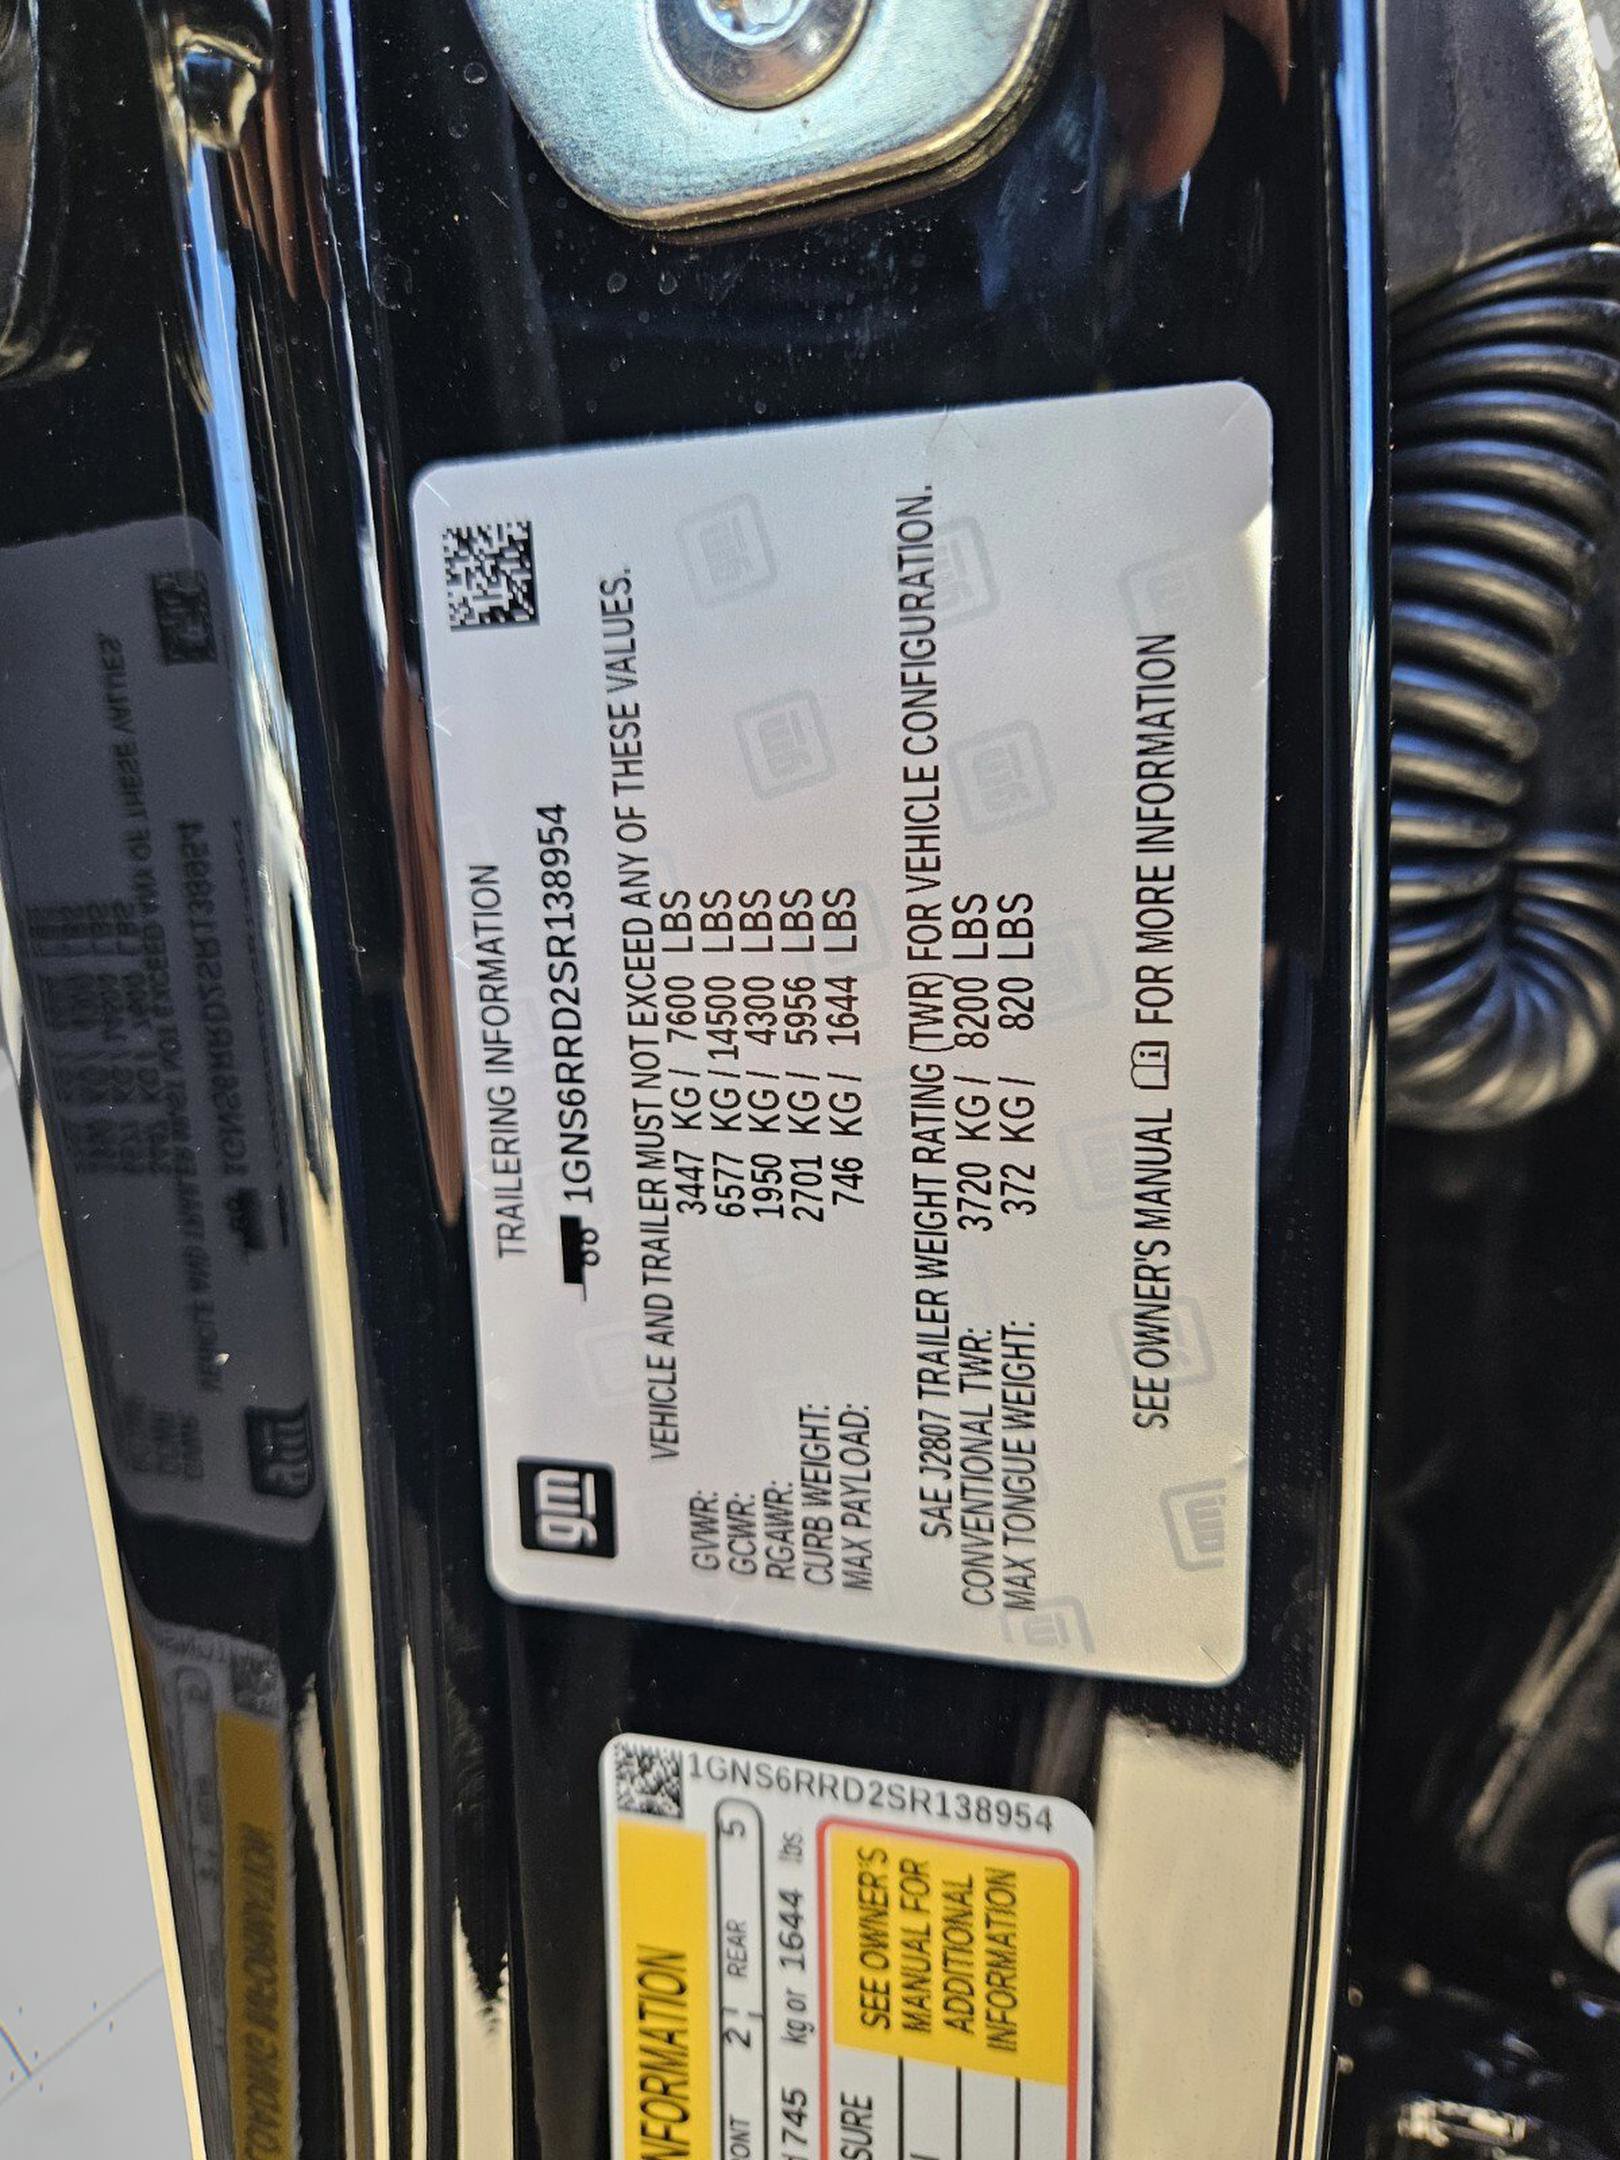 gm
TRAILERING INFORMATION
1GNS6RRD2SR138954
VEHICLE AND TRAILER MUST NOT EXCEED ANY OF THESE VALUES.
GVWR: 3447 KG / 7600 LBS
GCWR: 6577 KG / 14500 LBS
RGAWR: 1950 KG / 4300 LBS
CURB WEIGHT: 2701 KG / 5956 LBS
MAX PAYLOAD: 746 KG / 1644 LBS
SAE J2807 TRAILER WEIGHT RATING (TWR) FOR VEHICLE CONFIGURATION.
CONVENTIONAL TWR: 3720 KG / 8200 LBS
MAX TONGUE WEIGHT: 372 KG / 820 LBS
SEE OWNER'S MANUAL FOR MORE INFORMATION
NFORMATION
ONT 2 REAR 5
745 kg or 1644 lbs.
SURE
SEE OWNER'S
MANUAL FOR
ADDITIONAL
INFORMATION
1GNS6RRD2SR138954